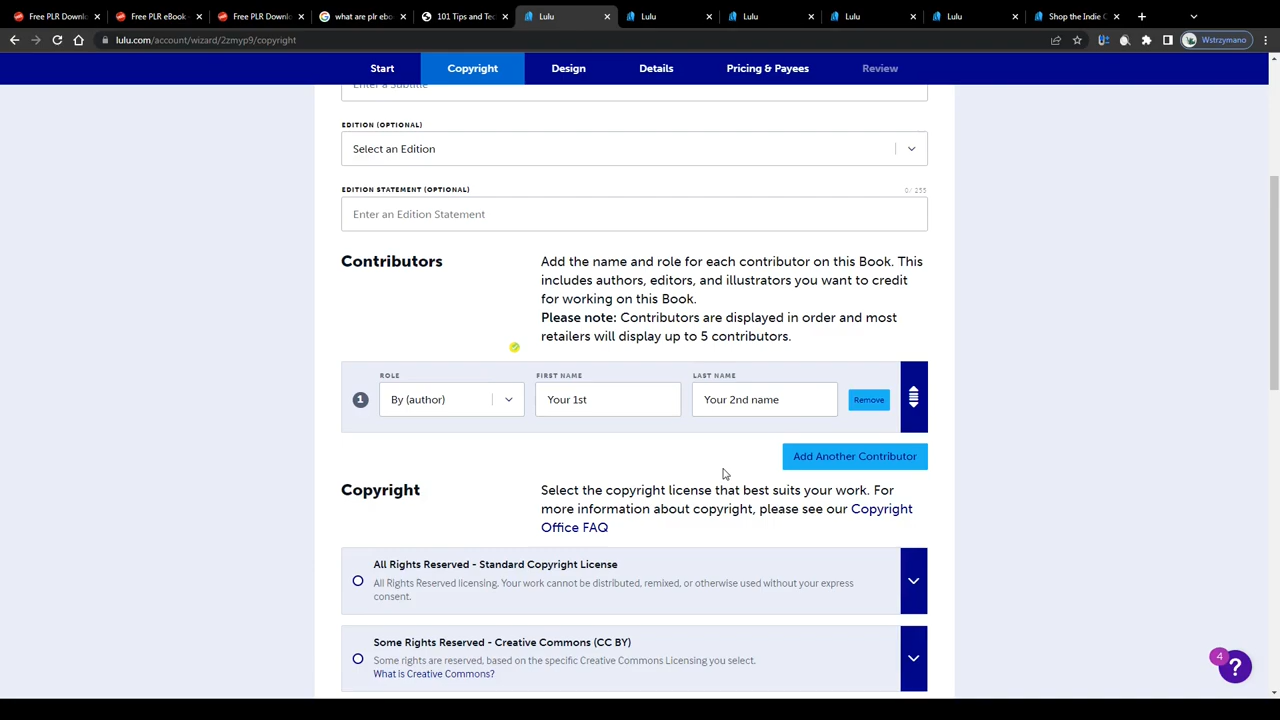 Free PLR Downl
Free PLR eBook -
Free PLR Downl
what are plr ebo
101 Tips and Tec
Lulu
Lulu
Lulu
Lulu
Lulu
Shop the Indie C
lulu.com/account/wizard/2zmyp9/copyright
Wstrzymano
Start
Copyright
Design
Details
Pricing & Payees
Review
Enter a Subtitle
EDITION (OPTIONAL)
Select an Edition
EDITION STATEMENT (OPTIONAL)
0/ 255
Enter an Edition Statement
Contributors
Add the name and role for each contributor on this Book. This
includes authors, editors, and illustrators you want to credit
for working on this Book.
Please note: Contributors are displayed in order and most
retailers will display up to 5 contributors.
ROLE
FIRST NAME
LAST NAME
1
By (author)
Your 1st
Your 2nd name
Remove
Add Another Contributor
Copyright
Select the copyright license that best suits your work. For
more information about copyright, please see our Copyright
Office FAQ
All Rights Reserved - Standard Copyright License
All Rights Reserved licensing. Your work cannot be distributed, remixed, or otherwise used without your express
consent.
Some Rights Reserved - Creative Commons (CC BY)
Some rights are reserved, based on the specific Creative Commons Licensing you select.
What is Creative Commons?
4
?